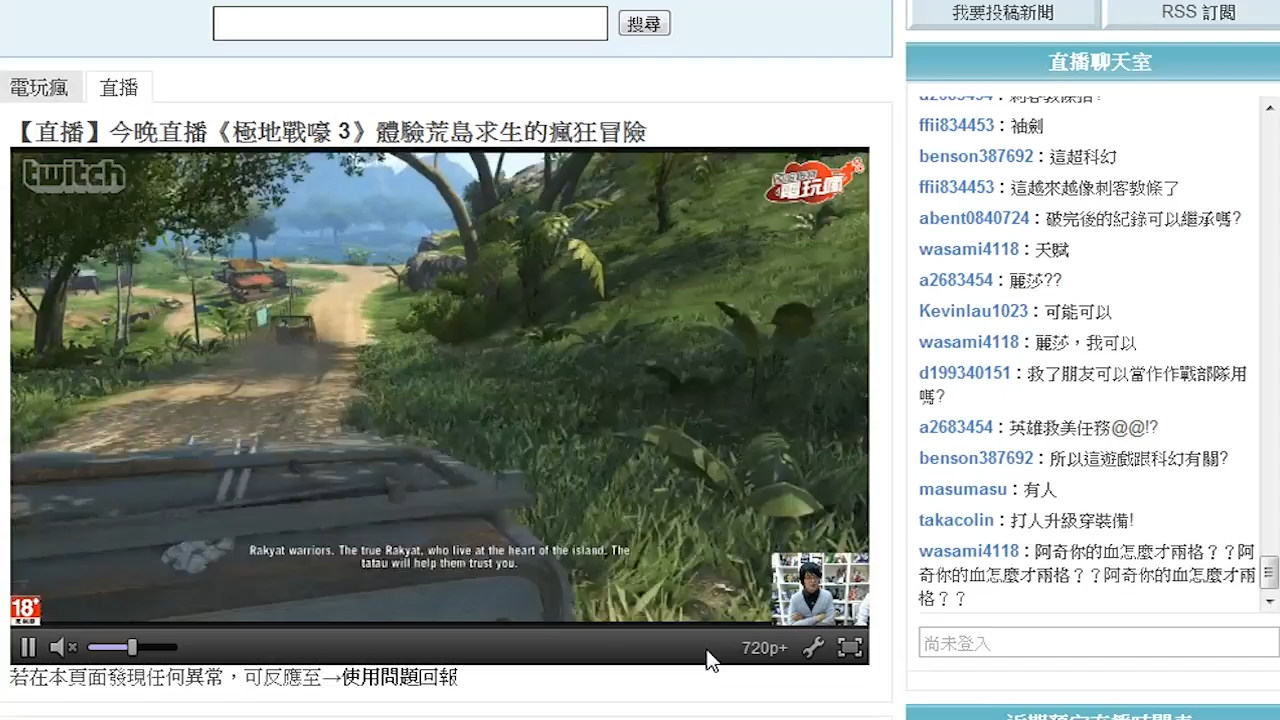 搜尋
我要投稿新聞
RSS 訂閱
電玩瘋
直播
【直播】今晚直播《極地戰嚎 3》體驗荒島求生的瘋狂冒險
twitch
電玩瘋
Rakyat warriors. The true Rakyat, who live at the heart of the island. The
tatau will help them trust you.
18+
720p+
若在本頁面發現任何異常，可反應至→使用問題回報
直播聊天室
ffii834453：袖劍
benson387692：這超科幻
ffii834453：這越來越像刺客教條了
abent0840724：破完後的紀錄可以繼承嗎?
wasami4118：天賦
a2683454：麗莎??
Kevinlau1023：可能可以
wasami4118：麗莎，我可以
d199340151：救了朋友可以當作作戰部隊用
嗎?
a2683454：英雄救美任務@@!?
benson387692：所以這遊戲跟科幻有關?
masumasu：有人
takacolin：打人升級穿裝備!
wasami4118：阿奇你的血怎麼才兩格？？阿
奇你的血怎麼才兩格？？阿奇你的血怎麼才兩
格？？
尚未登入